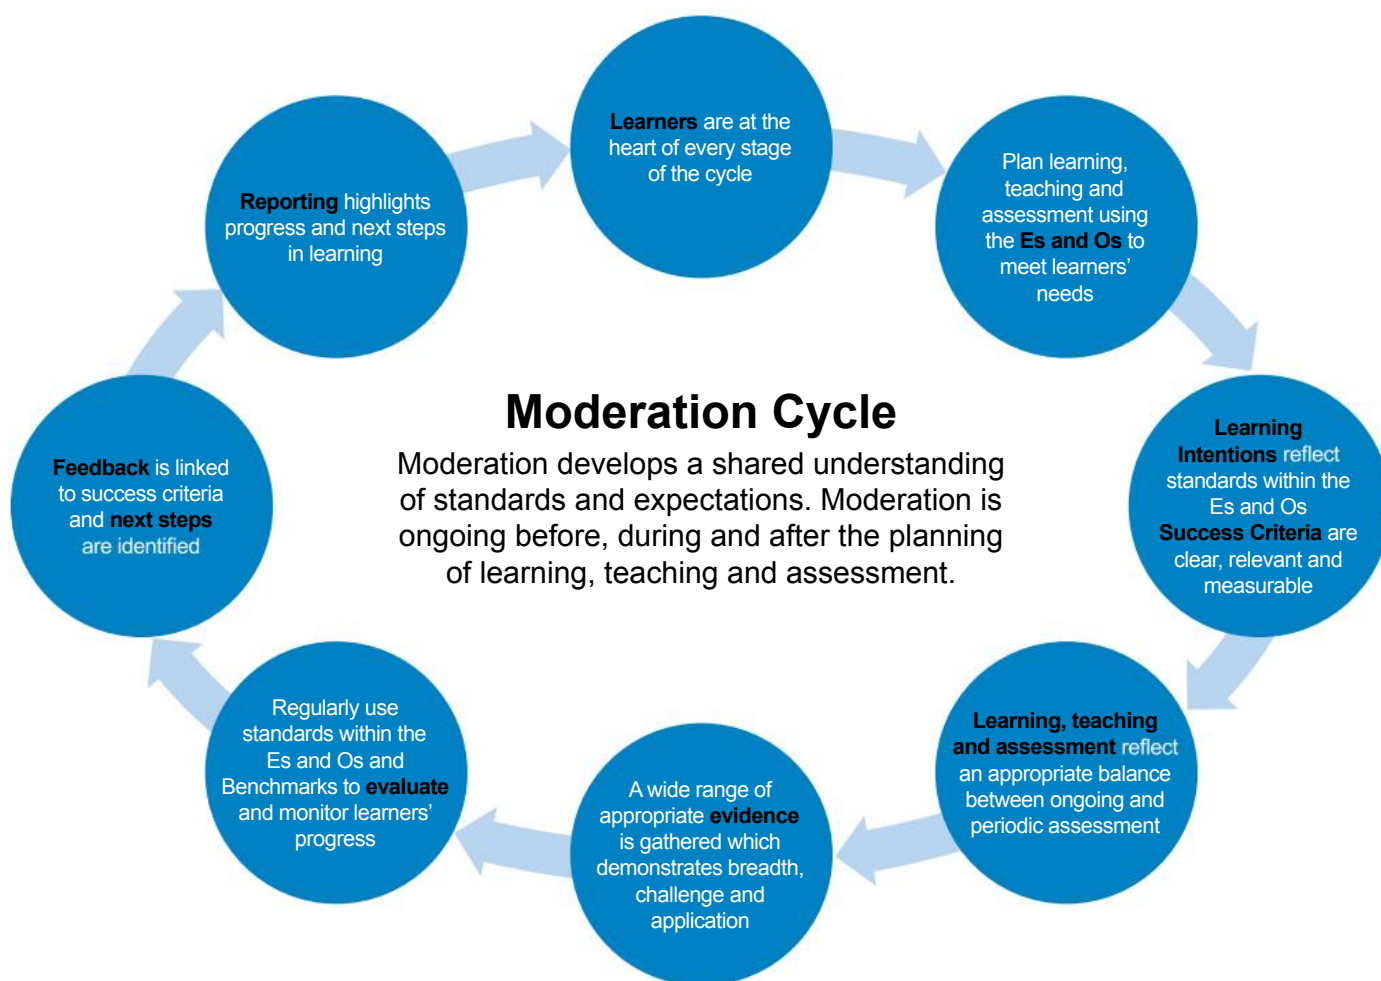 Learners are at the
heart of every stage
of the cycle
Plan learning,
teaching and
assessment using
the Es and Os to
meet learners'
needs
Learning
Intentions reflect
standards within the
Es and Os
Success Criteria are
clear, relevant and
measurable
Learning, teaching
and assessment reflect
an appropriate balance
between ongoing and
periodic assessment
A wide range of
appropriate evidence
is gathered which
demonstrates breadth,
challenge and
application
Regularly use
standards within the
Es and Os and
Benchmarks to evaluate
and monitor learners'
progress
Feedback is linked
to success criteria
and next steps
are identified
Reporting highlights
progress and next steps
in learning
Moderation Cycle
Moderation develops a shared understanding
of standards and expectations. Moderation is
ongoing before, during and after the planning
of learning, teaching and assessment.